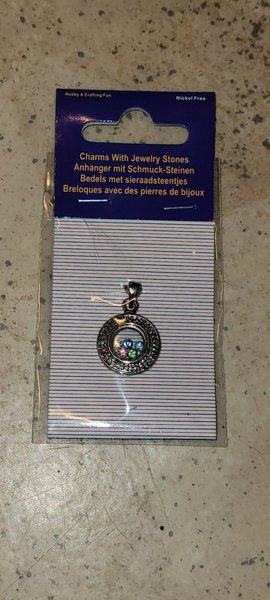 Hobby & Crafting Fun
Nickel Free
Charms With Jewelry Stones
Anhänger mit Schmuck-Steinen
Bedels met sieraadsteentjes
Breloques avec des pierres de bijoux